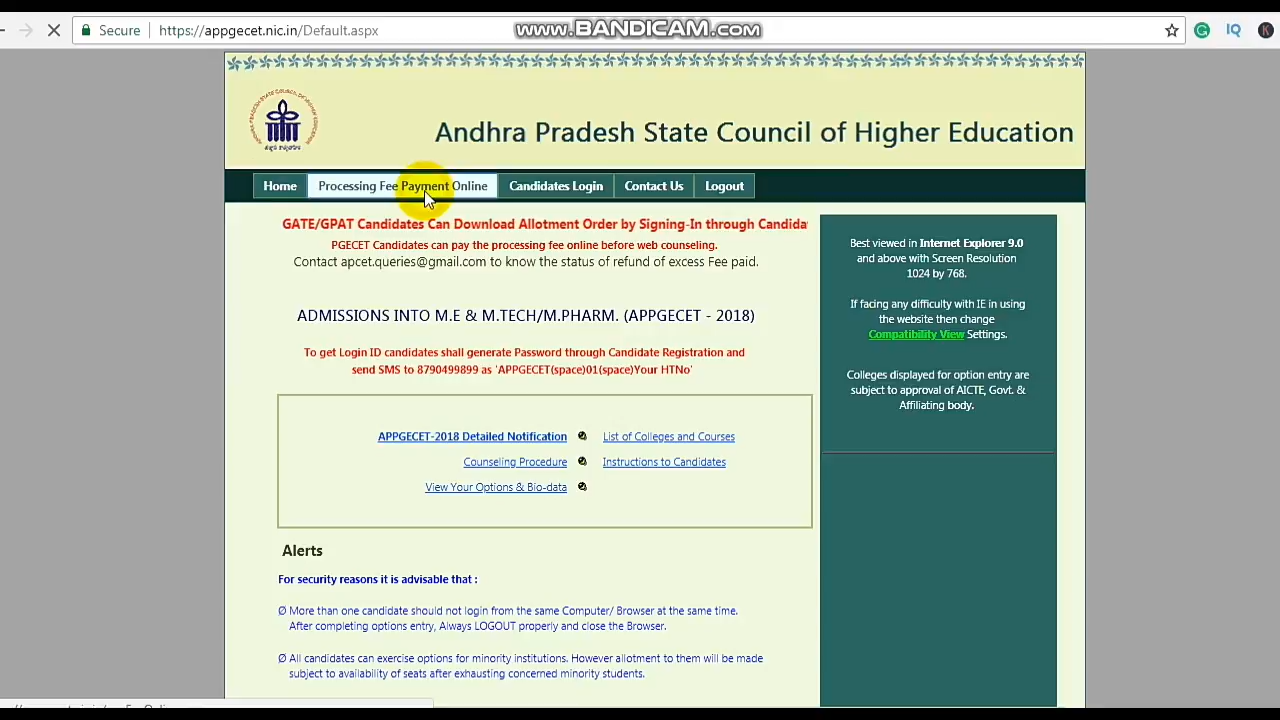 www.BANDICAM.com
Secure https://appgecet.nic.in/Default.aspx
Andhra Pradesh State Council of Higher Education
Home Processing Fee Payment Online Candidates Login Contact Us Logout
GATE/GPAT Candidates Can Download Allotment Order by Signing-In through Candida
PGECET Candidates can pay the processing fee online before web counseling.
Contact apcet.queries@gmail.com to know the status of refund of excess Fee paid.
ADMISSIONS INTO M.E & M.TECH/M.PHARM. (APPGECET - 2018)
To get Login ID candidates shall generate Password through Candidate Registration and
send SMS to 8790499899 as 'APPGECET(space)01(space)Your HTNo'
APPGECET-2018 Detailed Notification List of Colleges and Courses
Counseling Procedure Instructions to Candidates
View Your Options & Bio-data
Alerts
For security reasons it is advisable that :
Ø More than one candidate should not login from the same Computer/ Browser at the same time.
After completing options entry, Always LOGOUT properly and close the Browser.
Ø All candidates can exercise options for minority institutions. However allotment to them will be made
subject to availability of seats after exhausting concerned minority students.
Best viewed in Internet Explorer 9.0
and above with Screen Resolution
1024 by 768.
If facing any difficulty with IE in using
the website then change
Compatibility View Settings.
Colleges displayed for option entry are
subject to approval of AICTE, Govt. &
Affiliating body.